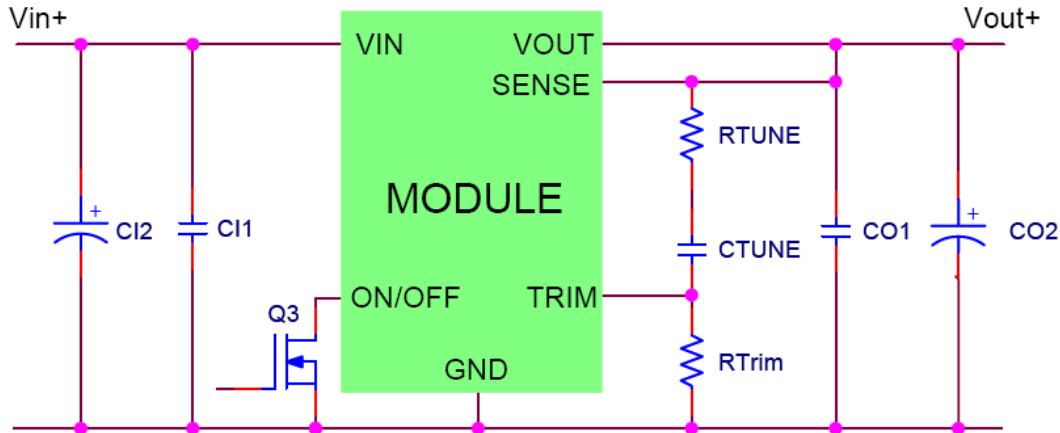 Vin+
Vout+
VIN
VOUT
SENSE
RTUNE
MODULE
+
CI2
CI1
CTUNE
CO1
+
CO2
ON/OFF
TRIM
Q3
RTrim
GND